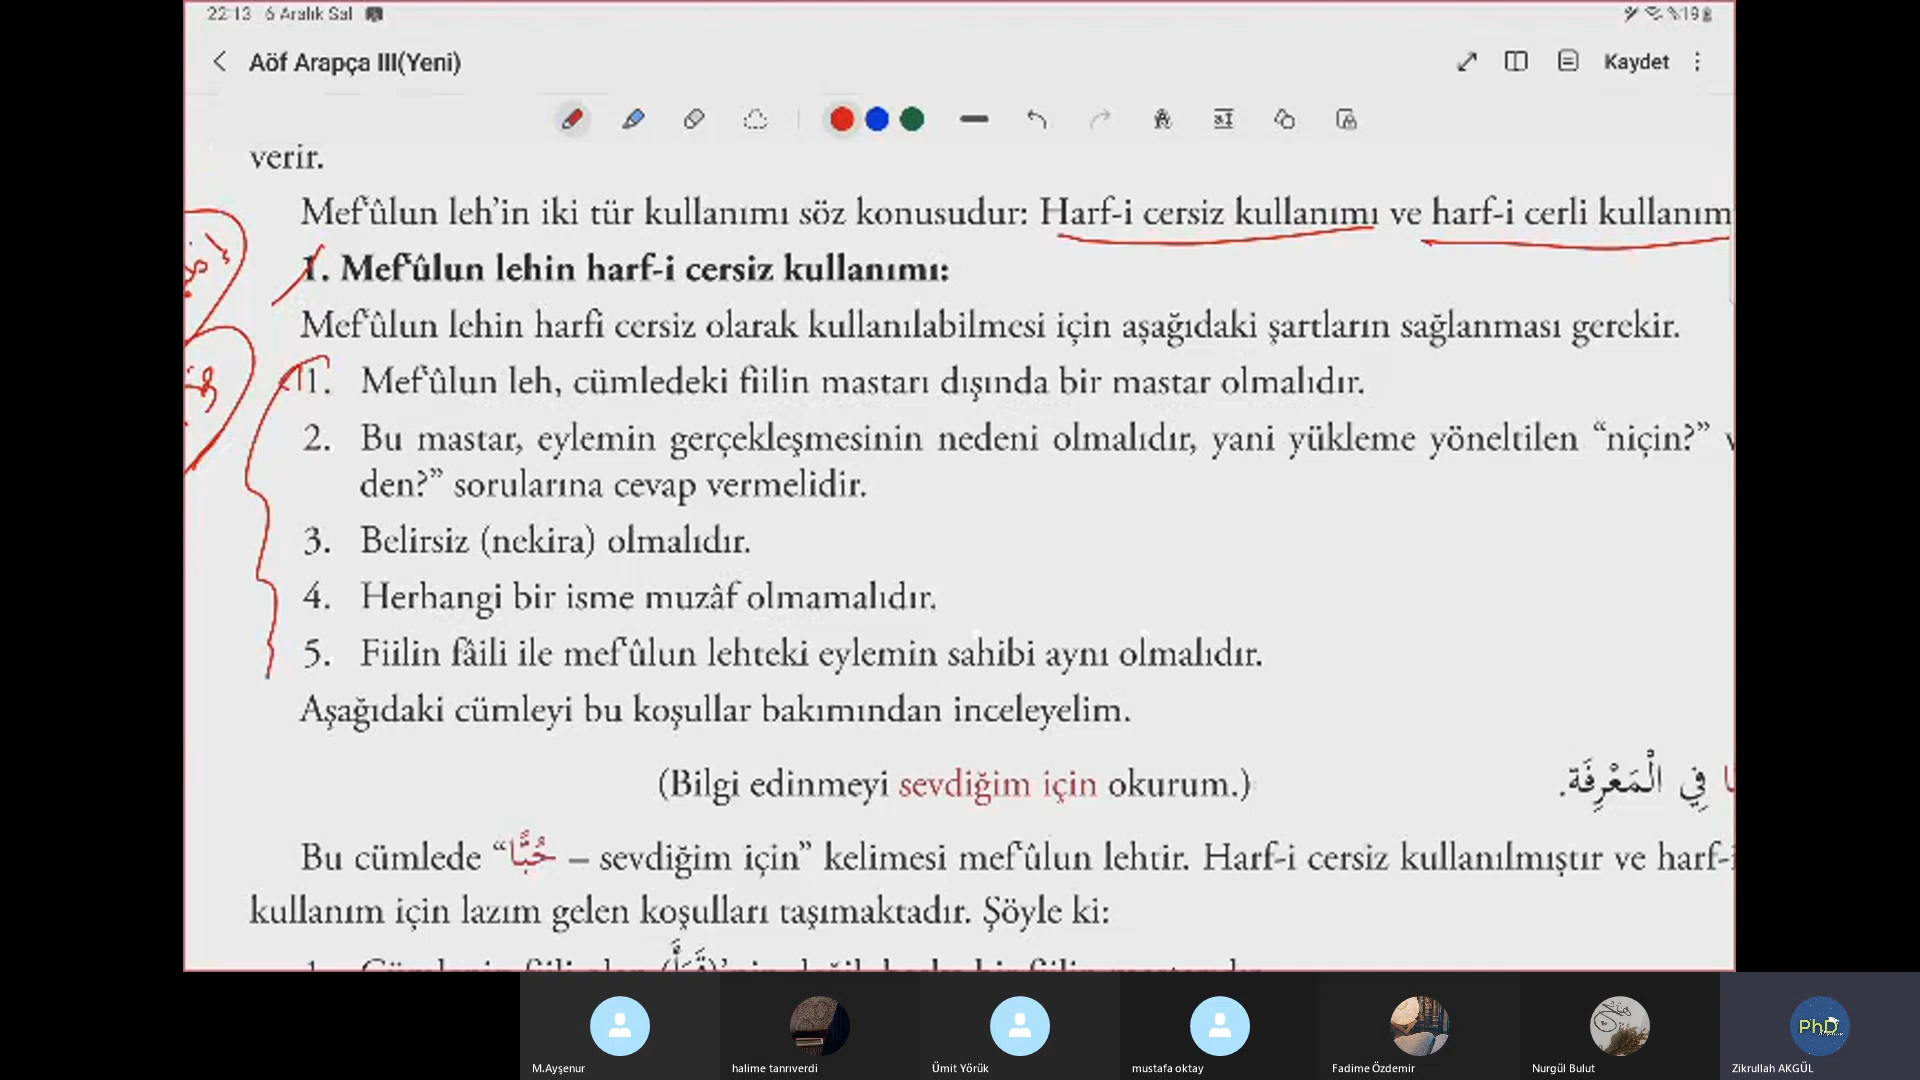 22:13 6 Aralık Sal
%19
Aöf Arapça III(Yeni)
Kaydet
verir.
Mef'ûlun leh’in iki tür kullanımı söz konusudur: Harf-i cersiz kullanımı ve harf-i cerli kullanım
1. Mef'ûlun lehin harf-i cersiz kullanımı:
Mef'ûlun lehin harfi cersiz olarak kullanılabilmesi için aşağıdaki şartların sağlanması gerekir.
1. Mef'ûlun leh, cümledeki fiilin mastarı dışında bir mastar olmalıdır.
2. Bu mastar, eylemin gerçekleşmesinin nedeni olmalıdır, yani yükleme yöneltilen “niçin?” v
den?” sorularına cevap vermelidir.
3. Belirsiz (nekira) olmalıdır.
4. Herhangi bir isme muzâf olmamalıdır.
5. Fiilin fâili ile mef'ûlun lehteki eylemin sahibi aynı olmalıdır.
Aşağıdaki cümleyi bu koşullar bakımından inceleyelim.
(Bilgi edinmeyi sevdiğim için okurum.) فِي الْمَعْرِفَة.
Bu cümlede “حُبًّا – sevdiğim için” kelimesi mef'ûlun lehtir. Harf-i cersiz kullanılmıştır ve harf-i
kullanım için lazım gelen koşulları taşımaktadır. Şöyle ki:
M.Ayşenur
halime tanrıverdi
Ümit Yörük
mustafa oktay
Fadime Özdemir
Nurgül Bulut
PhD
Zikrullah AKGÜL